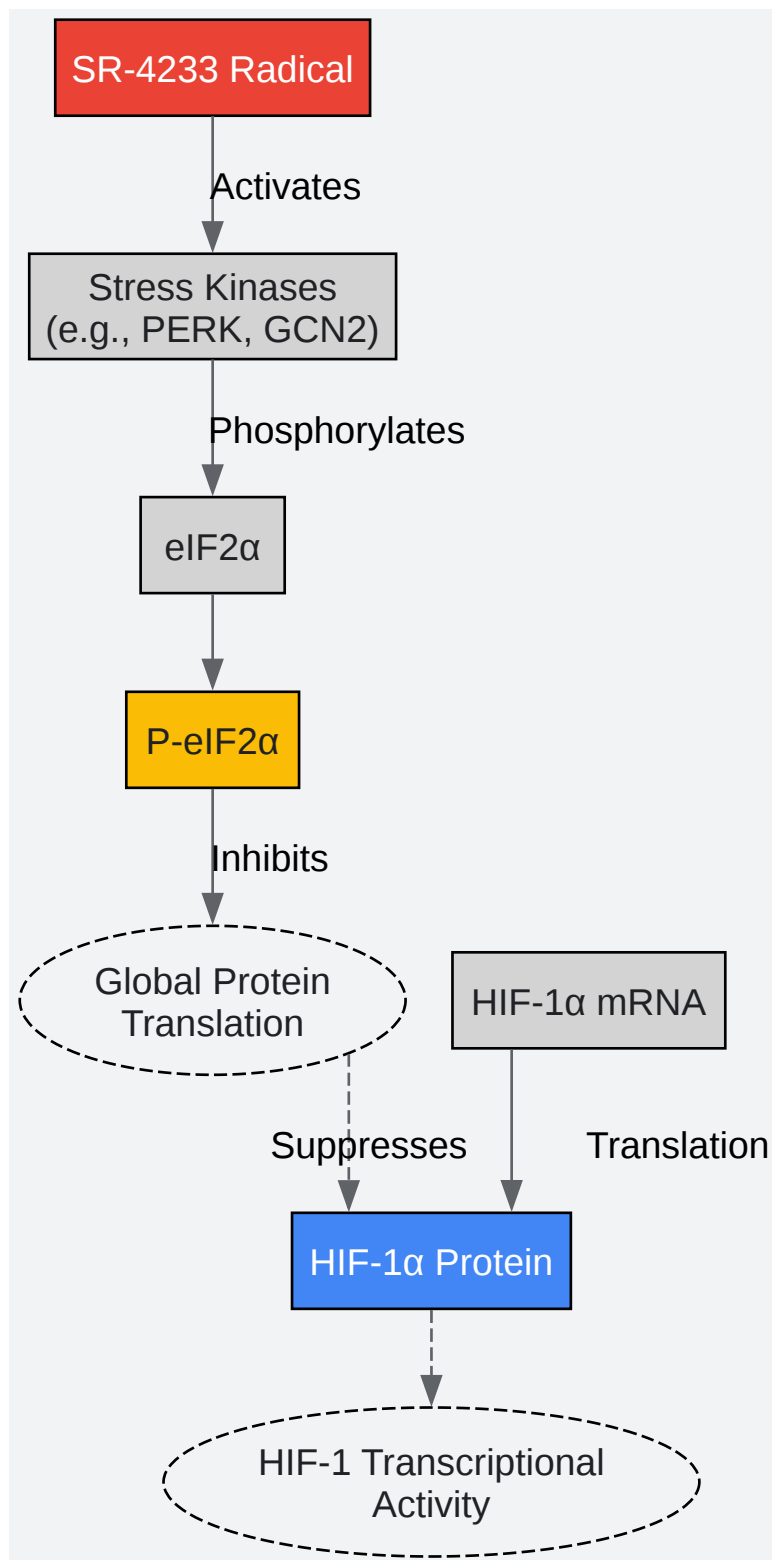 SR-4233 Radical
Activates
Stress Kinases
(e.g., PERK, GCN2)
Phosphorylates
eIF2α
P-eIF2α
Inhibits
Global Protein
Translation
HIF-1α mRNA
Suppresses
Translation
HIF-1α Protein
HIF-1 Transcriptional
Activity